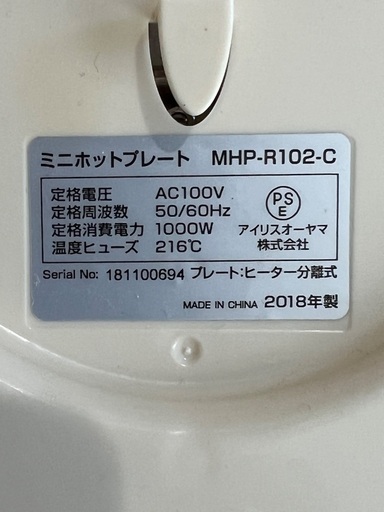 ミニホットプレート MHP-R102-C
定格電圧 AC100V
定格周波数 50/60Hz
定格消費電力 1000W
温度ヒューズ 216℃
PS
E
アイリスオーヤマ
株式会社
Serial No: 181100694 プレート:ヒーター分離式
MADE IN CHINA 2018年製